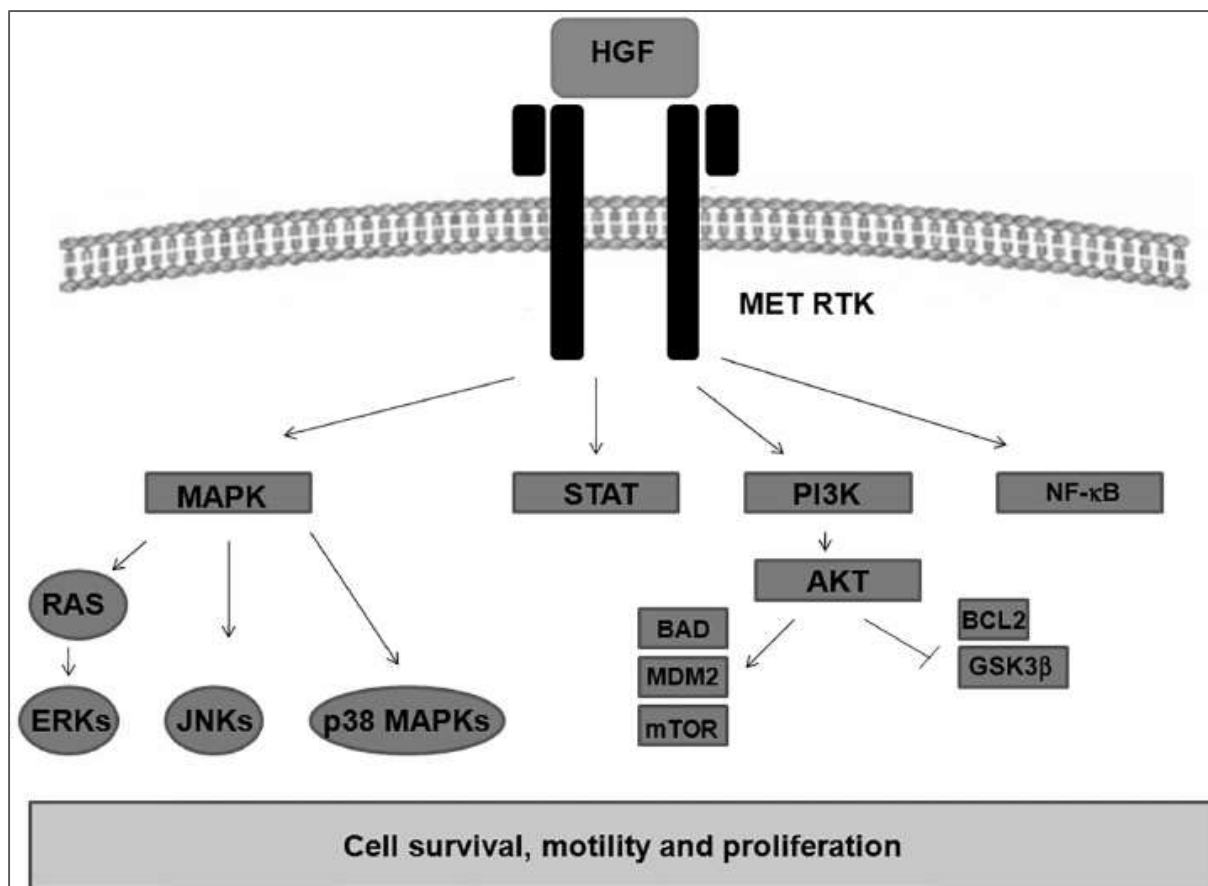 HGF
MET RTK
MAPK
STAT
PI3K
NF-κB
AKT
RAS
BAD
BCL2
MDM2
GSK3β
ERKs
JNKs
p38 MAPKs
mTOR
Cell survival, motility and proliferation